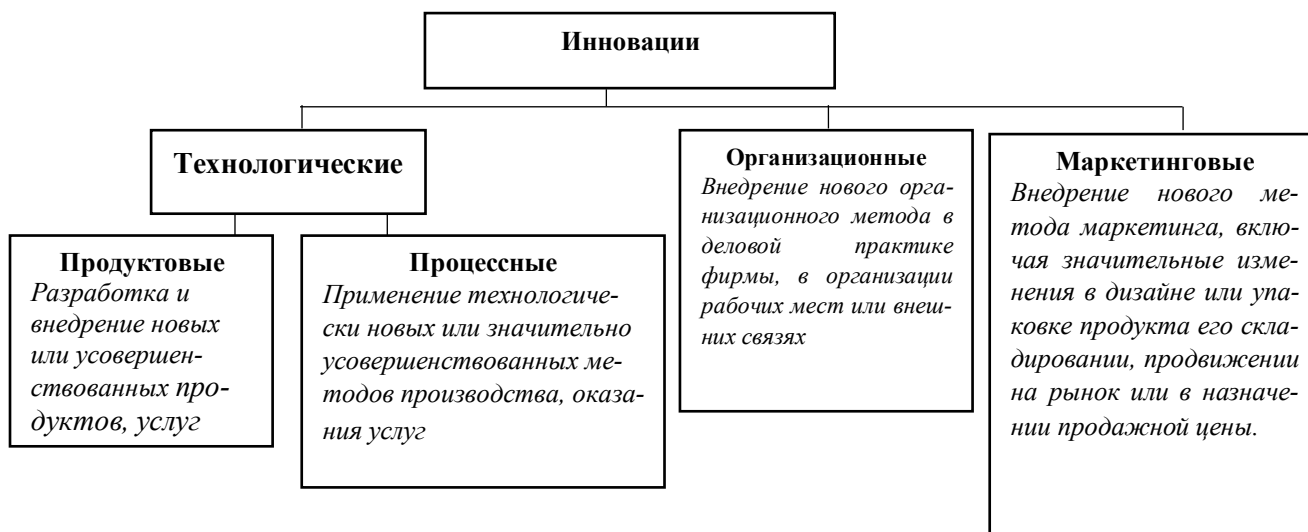 Инновации
Технологические
Продуктовые
Разработка и
внедрение новых
или усовершен-
ствованных про-
дуктов, услуг
Процессные
Применение технологиче-
ски новых или значительно
усовершенствованных ме-
тодов производства, оказа-
ния услуг
Организационные
Внедрение нового орга-
низационного метода в
деловой практике
фирмы, в организации
рабочих мест или внеш-
них связях
Маркетинговые
Внедрение нового ме-
тода маркетинга, вклю-
чая значительные изме-
нения в дизайне или упа-
ковке продукта его скла-
дировании, продвижении
на рынок или в назначе-
нии продажной цены.